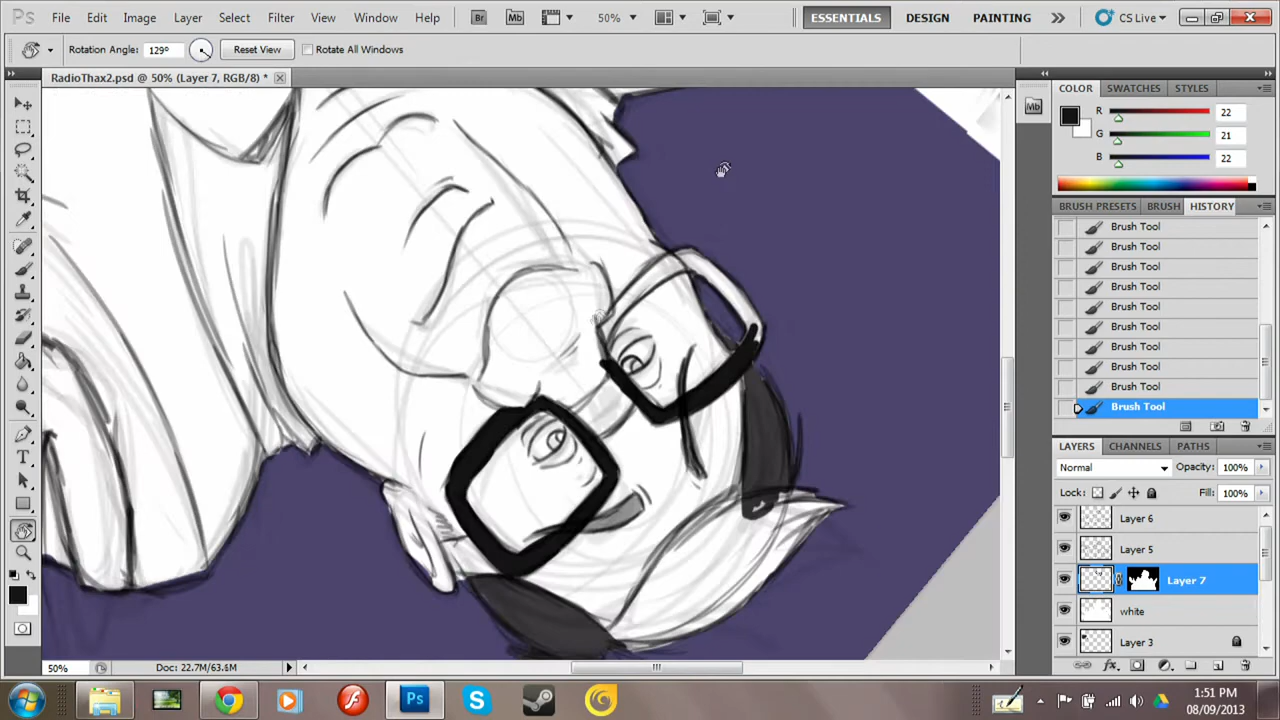 Ps File Edit Image Layer Select Filter View Window Help Br Mb 50% ESSENTIALS DESIGN PAINTING CS Live
Rotation Angle: 129° Reset View Rotate All Windows
RadioThax2.psd @ 50% (Layer 7, RGB/8) *
Mb
COLOR SWATCHES STYLES
R 22
G 21
B 22
BRUSH PRESETS BRUSH HISTORY
Brush Tool
Brush Tool
Brush Tool
Brush Tool
Brush Tool
Brush Tool
Brush Tool
Brush Tool
Brush Tool
Brush Tool
LAYERS CHANNELS PATHS
Normal Opacity: 100%
Lock: Fill: 100%
Layer 6
Layer 5
Layer 7
white
Layer 3
50% Doc: 22.7M/63.6M
Ps
1:51 PM
08/09/2013